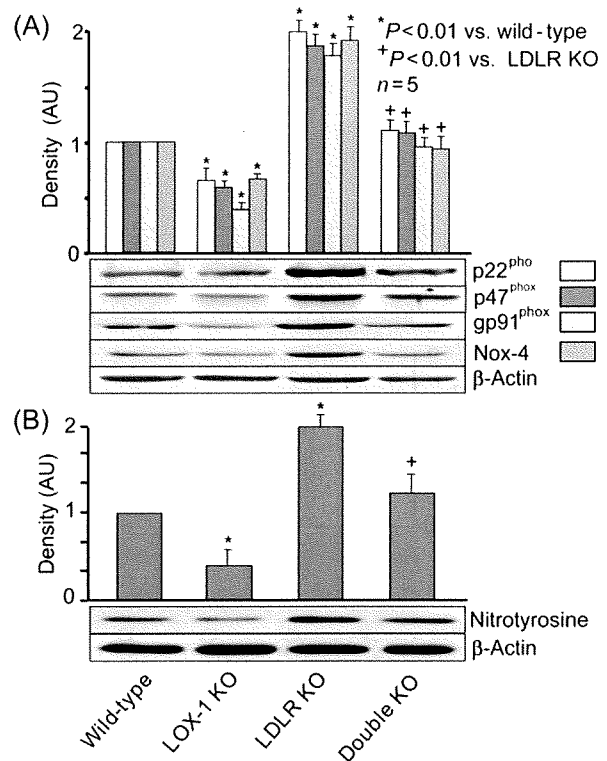 (A)
*P<0.01 vs. wild-type
+P<0.01 vs. LDLR KO
n=5
Density (AU)
2
1
0
* * * *
* * * *
+ + + +
p22pho
p47phox
gp91phox
Nox-4
β-Actin
(B)
Density (AU)
2
1
0
*
*
+
Nitrotyrosine
β-Actin
Wild-type
LOX-1 KO
LDLR KO
Double KO